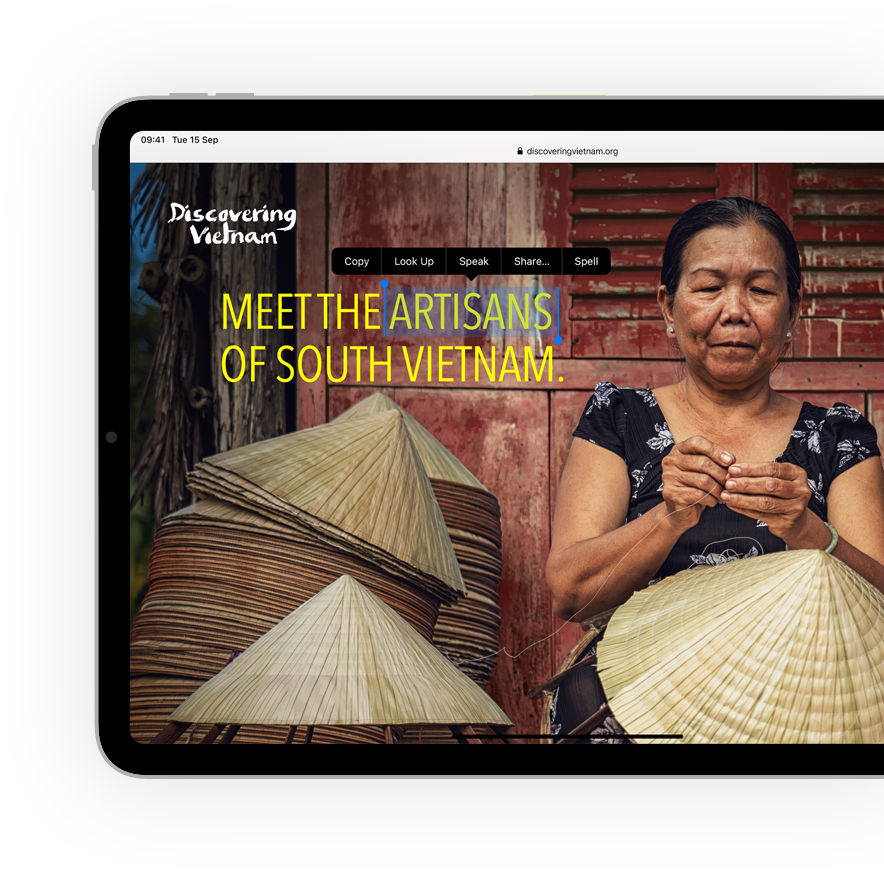 09:41 Tue 15 Sep
discoveringvietnam.org
Discovering
Vietnam
Copy Look Up Speak Share... Spell
MEET THE ARTISANS
OF SOUTH VIETNAM.